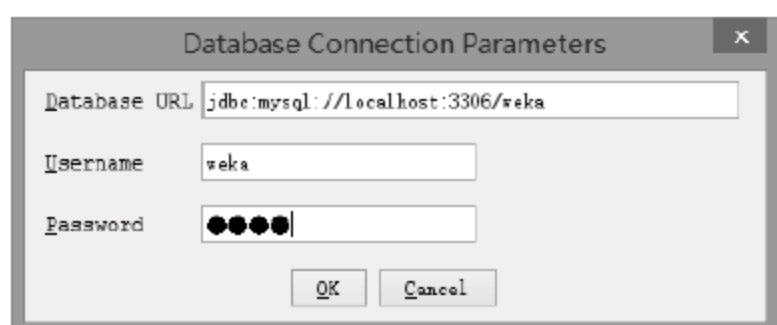 Database Connection Parameters
Database URL jdbc:mysql://localhost:3306/weka
Username weka
Password ●●●●
OK Cancel